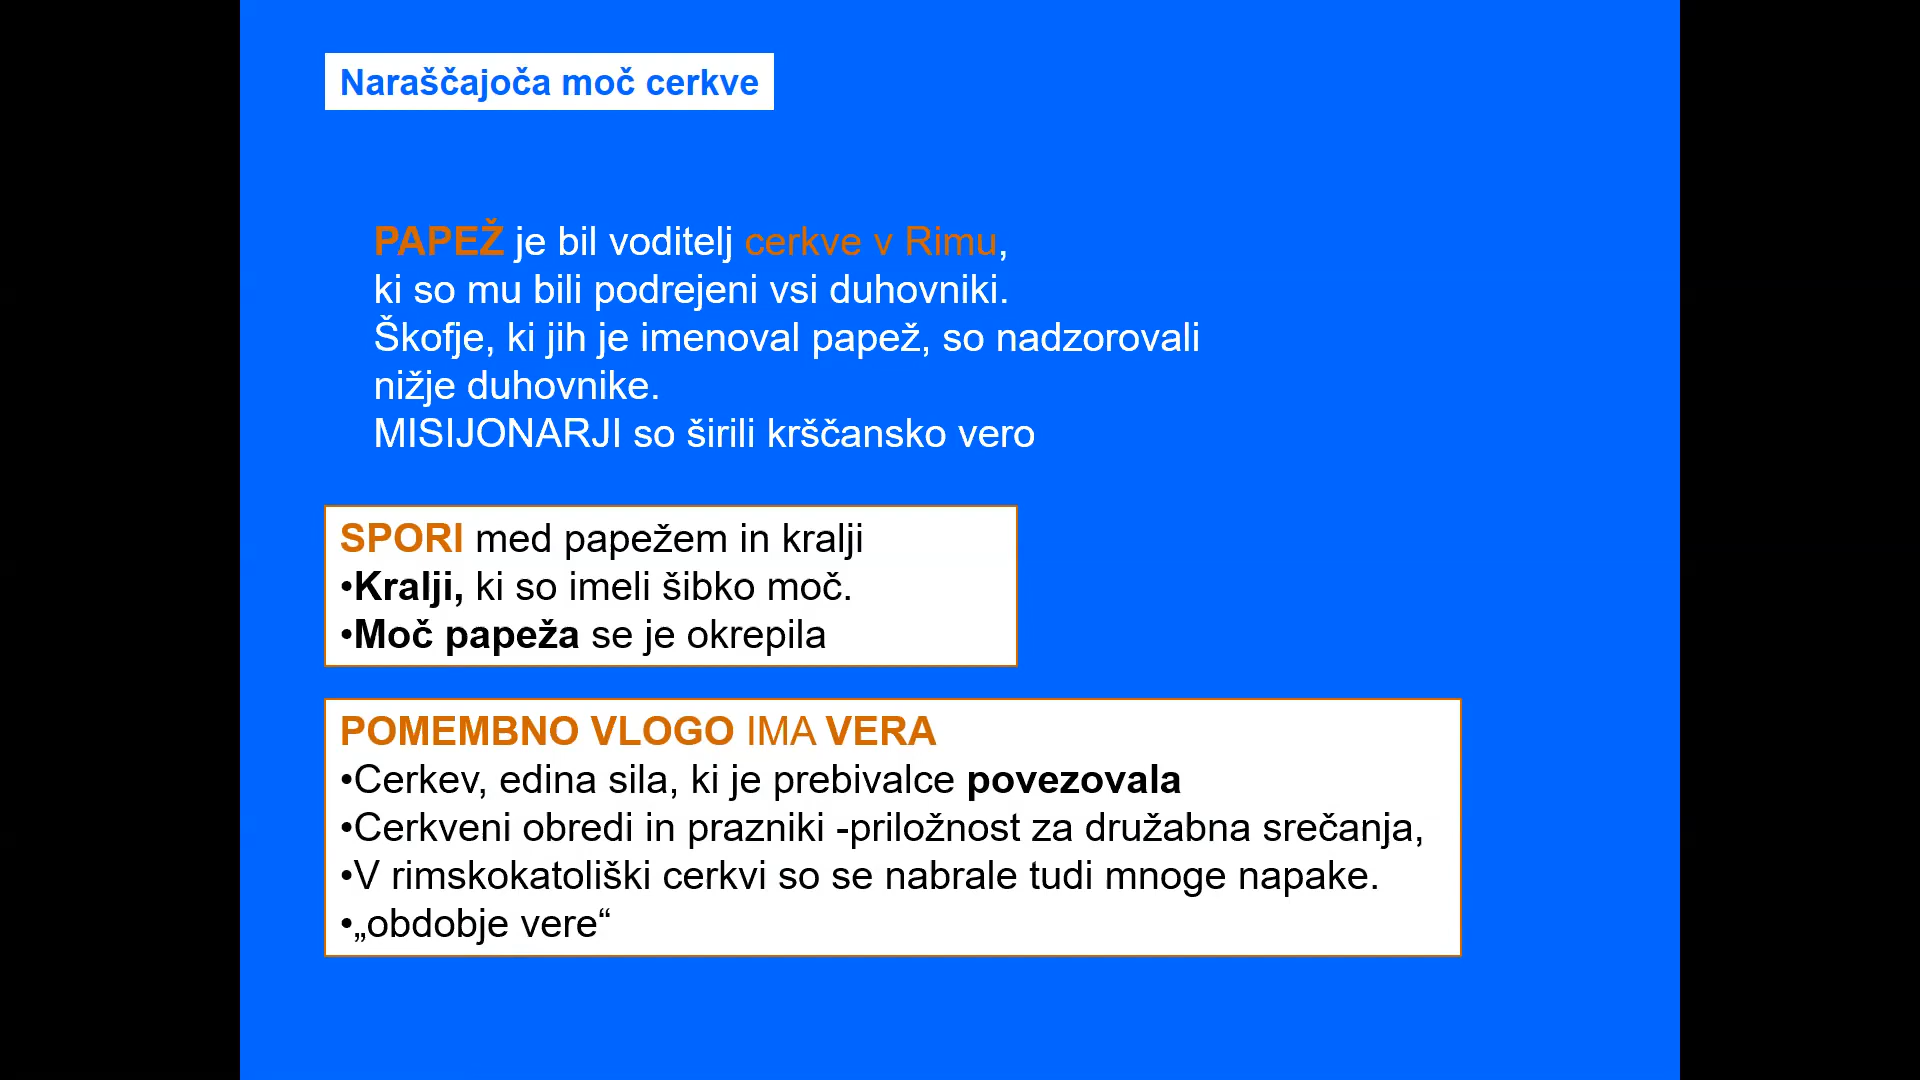 Naraščajoča moč cerkve
PAPEŽ je bil voditelj cerkve v Rimu,
ki so mu bili podrejeni vsi duhovniki.
Škofje, ki jih je imenoval papež, so nadzorovali
nižje duhovnike.
MISIJONARJI so širili krščansko vero
SPORI med papežem in kralji
•Kralji, ki so imeli šibko moč.
•Moč papeža se je okrepila
POMEMBNO VLOGO IMA VERA
•Cerkev, edina sila, ki je prebivalce povezovala
•Cerkveni obredi in prazniki -priložnost za družabna srečanja,
•V rimskokatoliški cerkvi so se nabrale tudi mnoge napake.
•„obdobje vere“